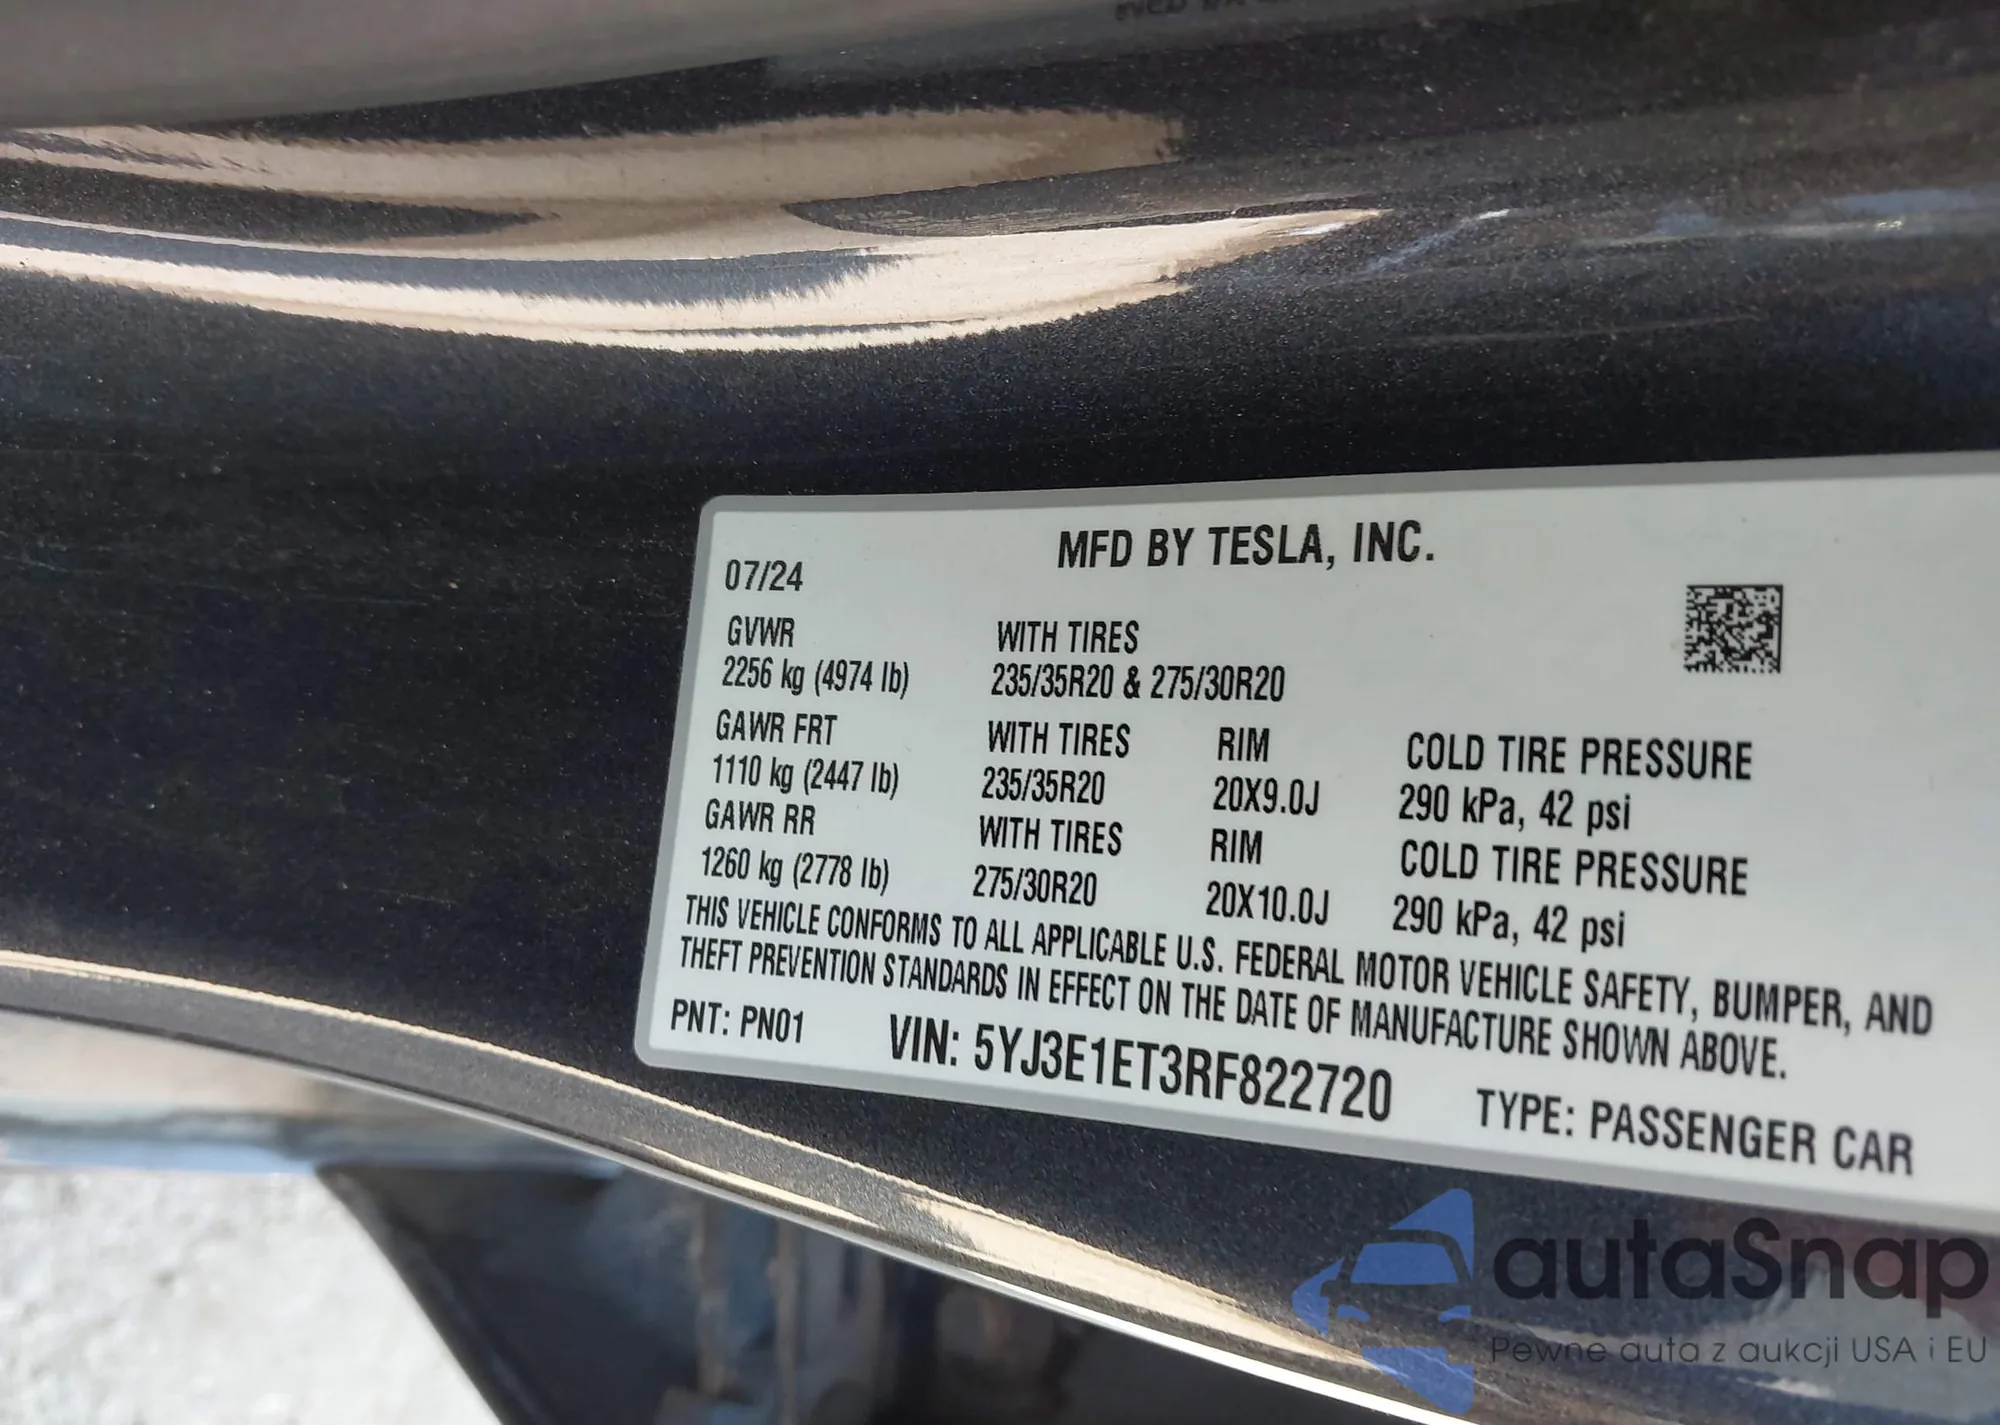 MFD BY TESLA, INC.
07/24
GVWR WITH TIRES
2256 kg (4974 lb) 235/35R20 & 275/30R20
GAWR FRT WITH TIRES RIM COLD TIRE PRESSURE
1110 kg (2447 lb) 235/35R20 20X9.0J 290 kPa, 42 psi
GAWR RR WITH TIRES RIM COLD TIRE PRESSURE
1260 kg (2778 lb) 275/30R20 20X10.0J 290 kPa, 42 psi
THIS VEHICLE CONFORMS TO ALL APPLICABLE U.S. FEDERAL MOTOR VEHICLE SAFETY, BUMPER, AND
THEFT PREVENTION STANDARDS IN EFFECT ON THE DATE OF MANUFACTURE SHOWN ABOVE.
PNT: PN01 VIN: 5YJ3E1ET3RF822720 TYPE: PASSENGER CAR
autaSnap
Pewne auta z aukcji USA i EU